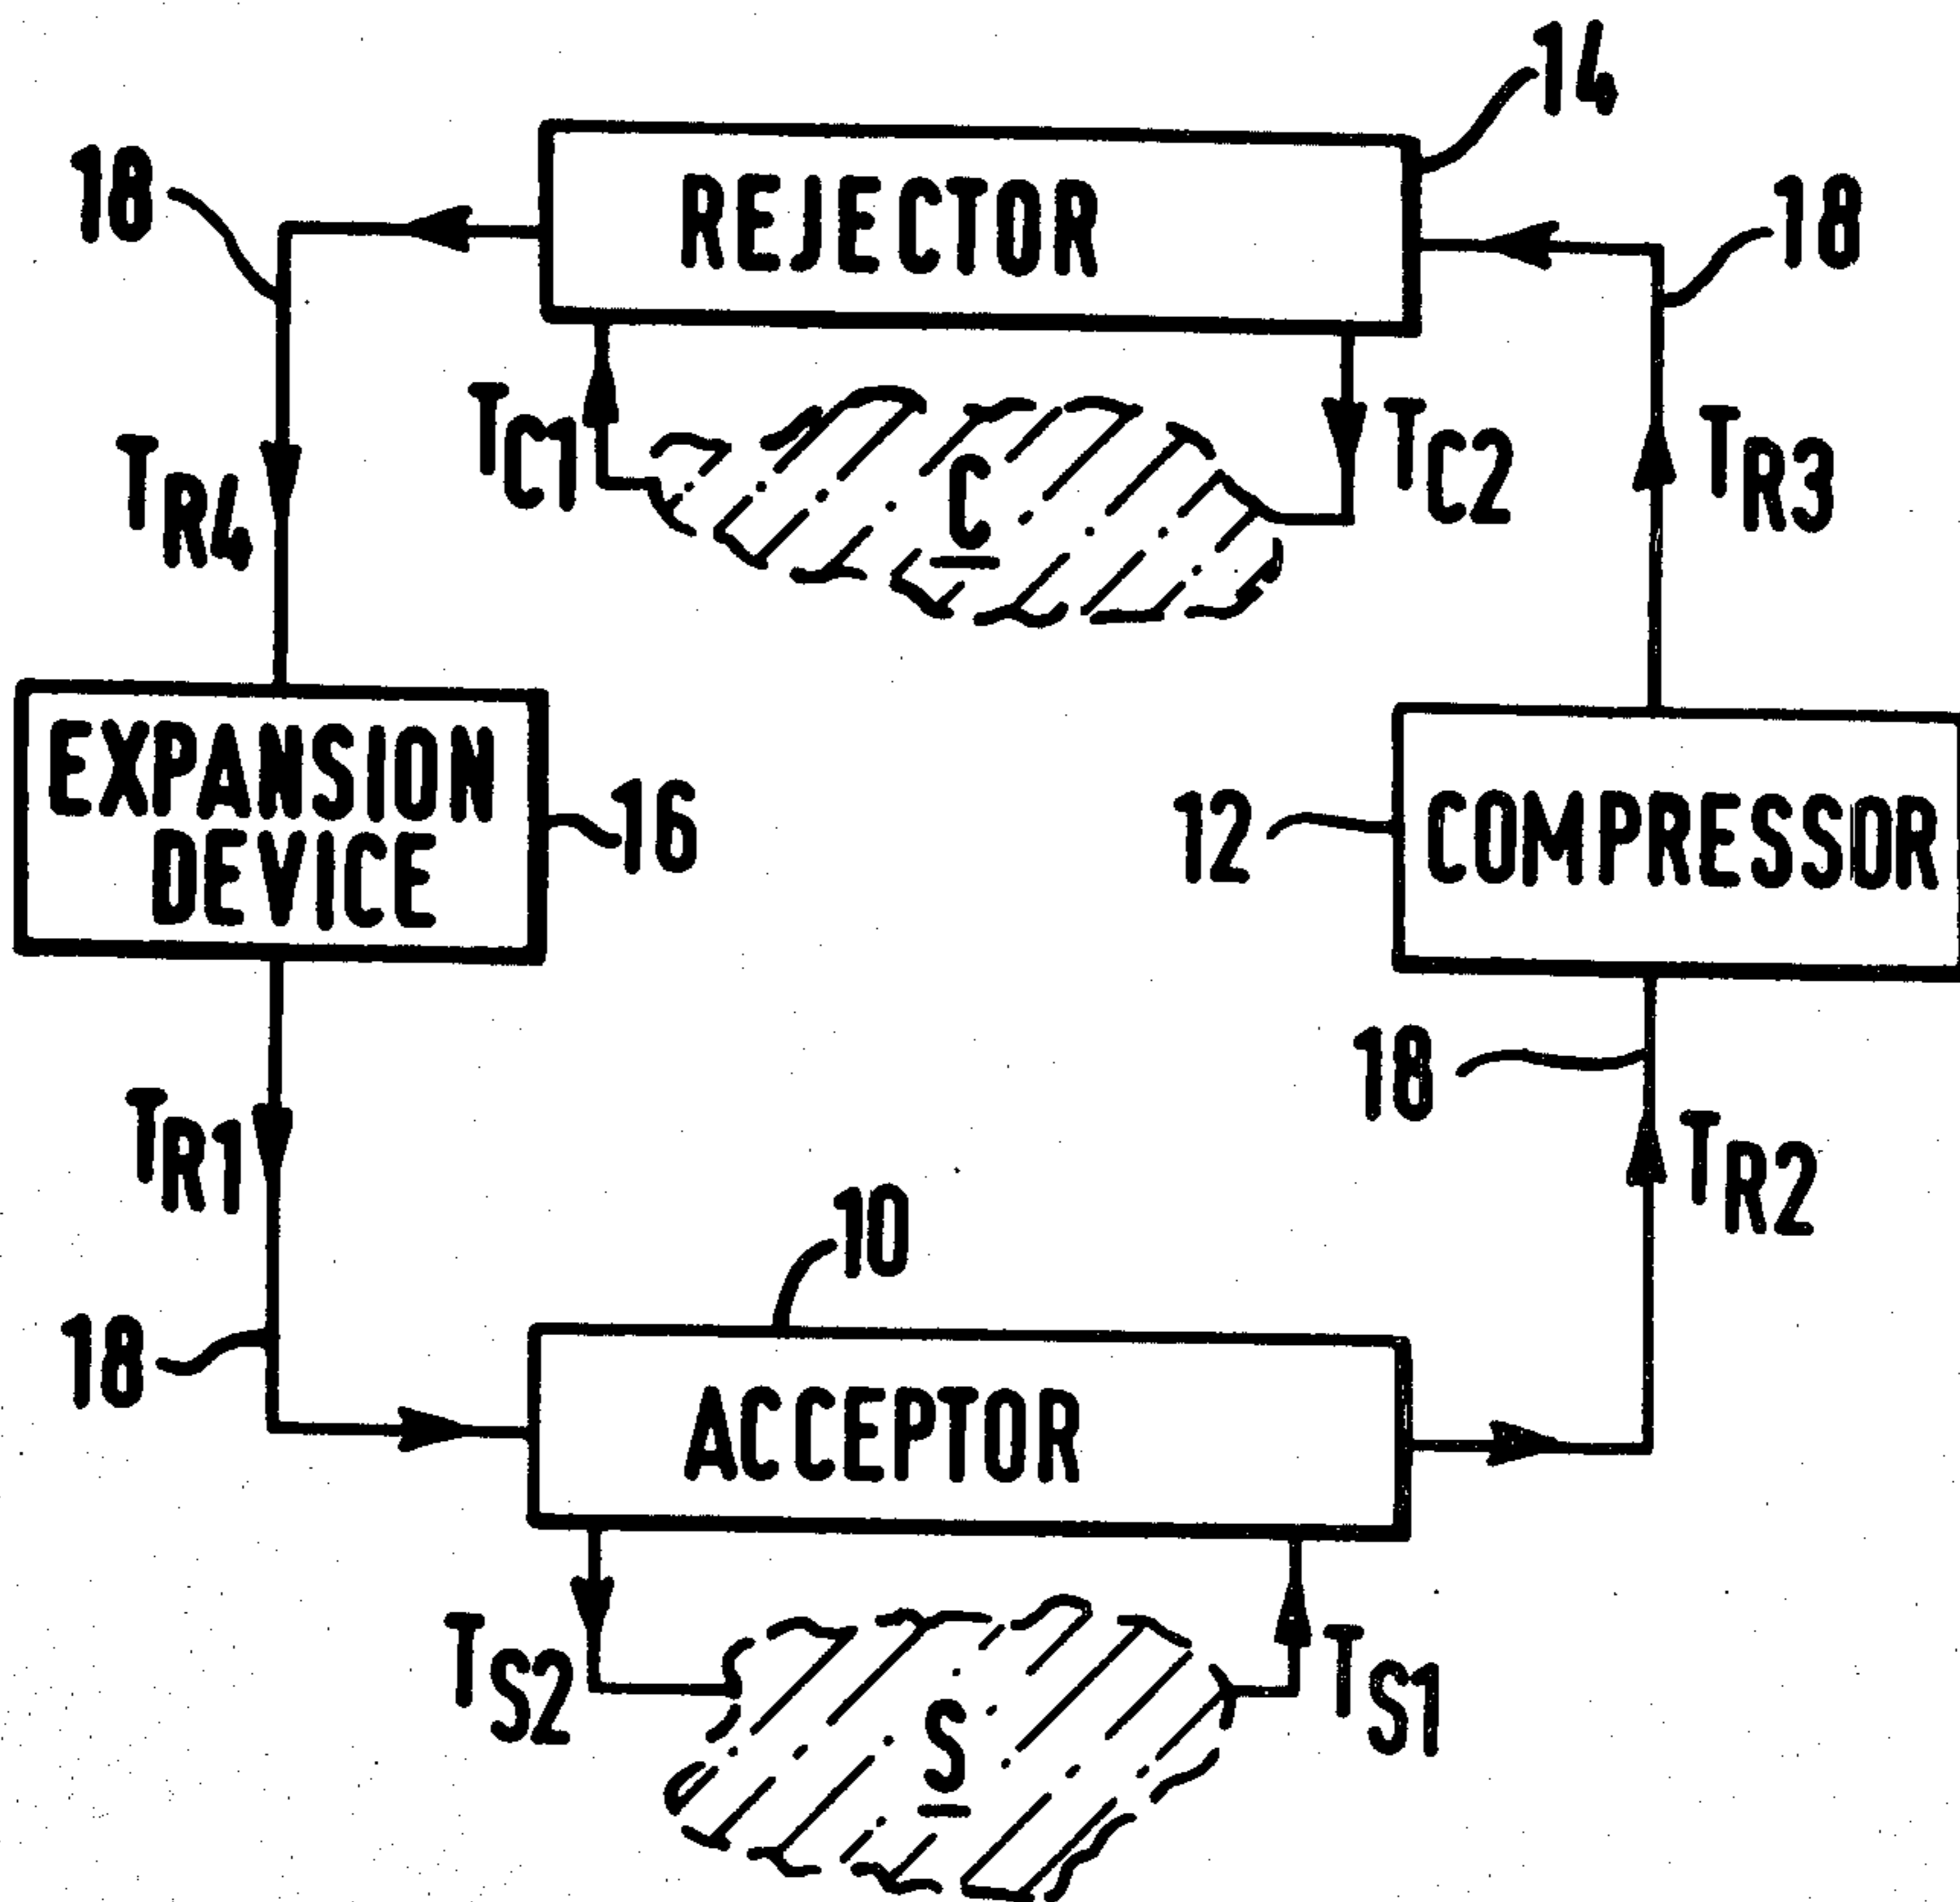 14
18
REJECTOR
18
TC1
TC2
TR4
C
TR3
EXPANSION
DEVICE
16
12
COMPRESSOR
18
TR1
TR2
10
18
ACCEPTOR
TS2
S
TS1